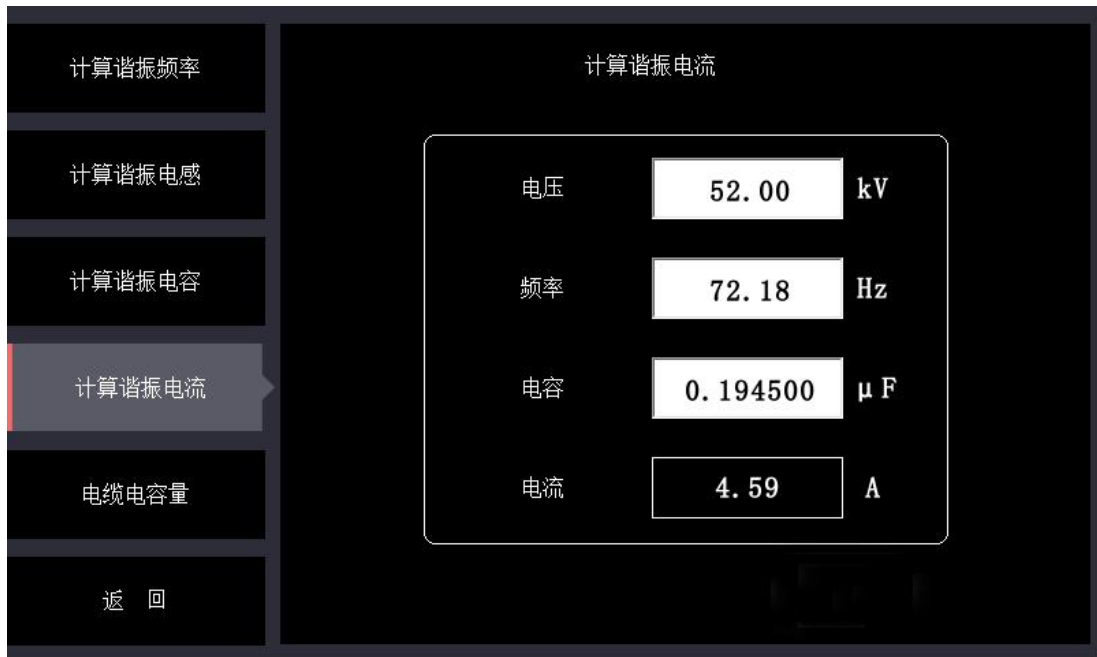 计算谐振频率
计算谐振电感
计算谐振电容
计算谐振电流
电缆电容量
返 回
计算谐振电流
电压 52.00 kV
频率 72.18 Hz
电容 0.194500 μF
电流 4.59 A